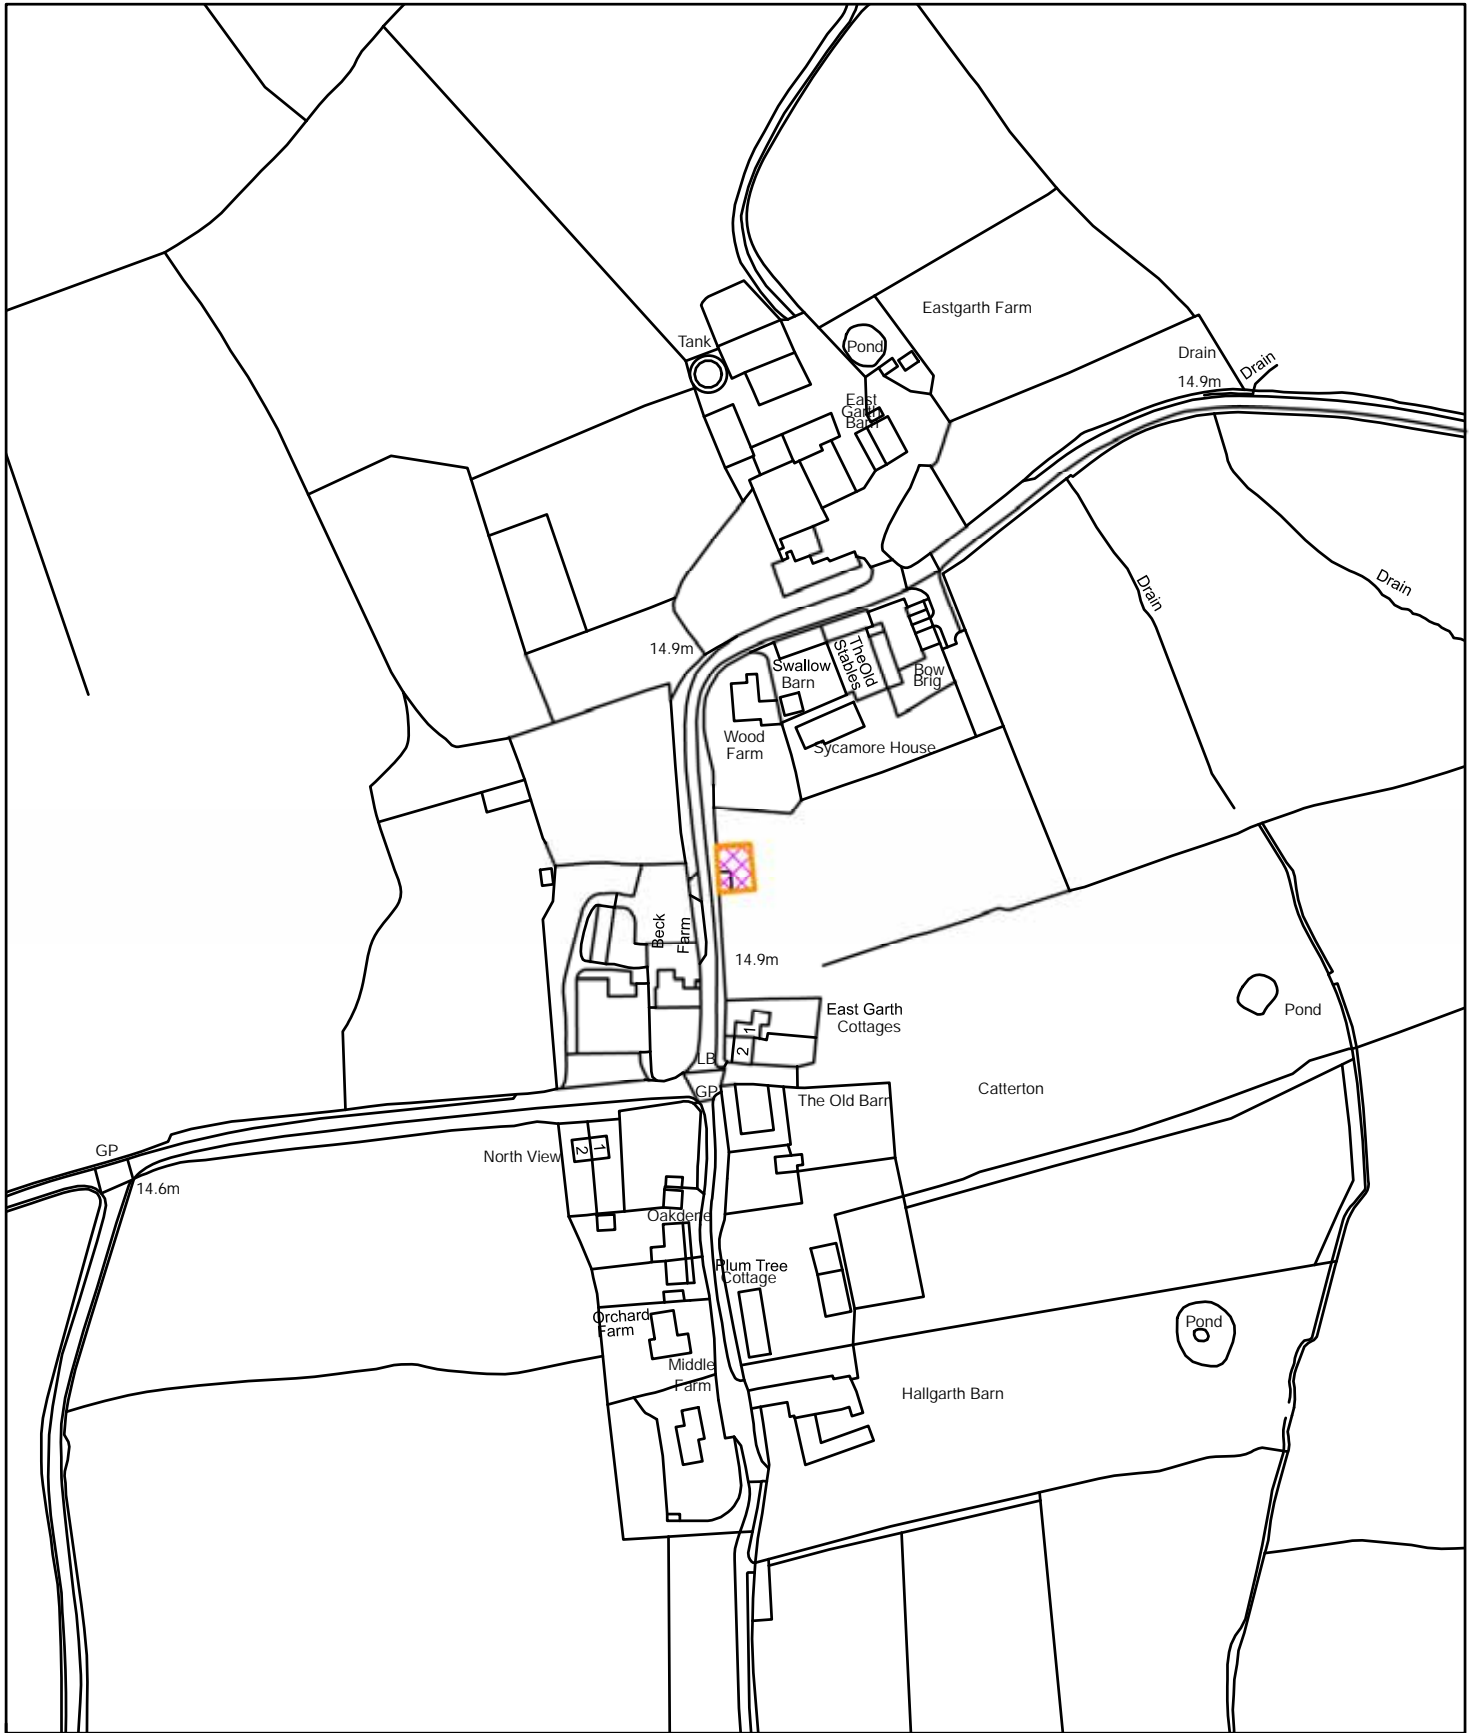 Eastgarth Farm
Tank
Pond
Drain
Drain
14.9m
East
Garth
Barn
Drain
Drain
14.9m
TheOld
Stables
Swallow
Barn
Bow
Brig
Wood
Farm
Sycamore House
Beck
Farm
14.9m
East Garth
Cottages
1
2
Pond
LB
GP
The Old Barn
Catterton
GP
North View
2
1
14.6m
Oakdene
Plum Tree
Cottage
Orchard
Farm
Pond
Middle
Farm
Hallgarth Barn